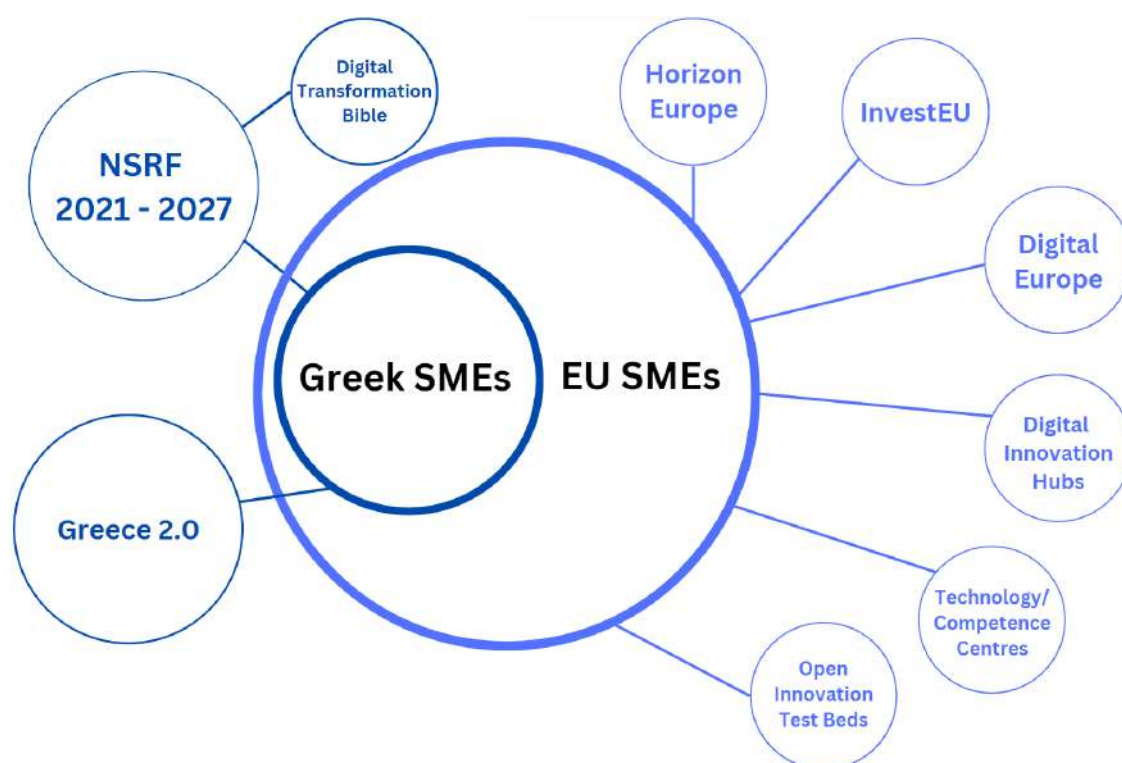 Digital
Transformation
Bible
NSRF
2021 - 2027
Horizon
Europe
InvestEU
Digital
Europe
Greek SMEs
EU SMEs
Digital
Innovation
Hubs
Greece 2.0
Technology/
Competence
Centres
Open
Innovation
Test Beds